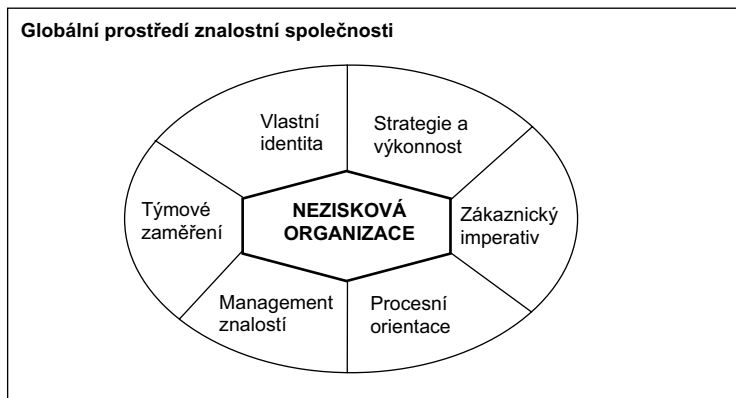 Globální prostředí znalostní společnosti
Vlastní
identita
Strategie a
výkonnost
Týmové
zaměření
NEZISKOVÁ
ORGANIZACE
Zákaznický
imperativ
Management
znalostí
Procesní
orientace